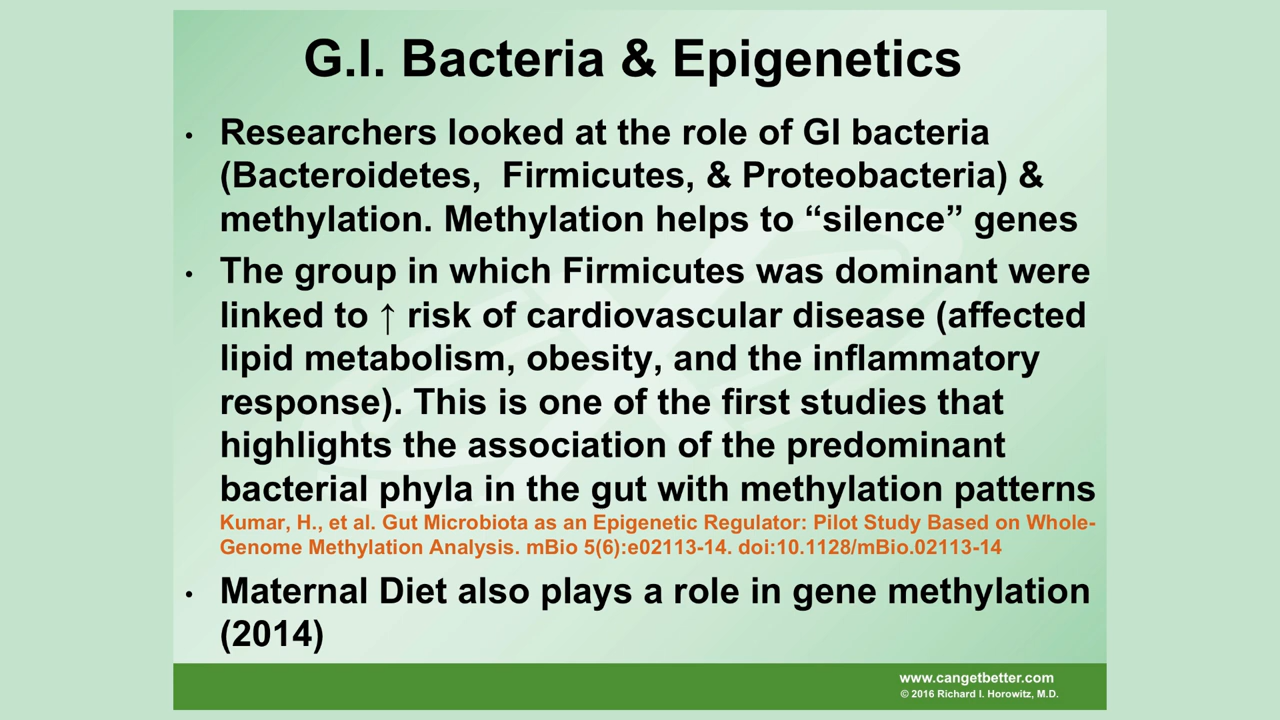 G.I. Bacteria & Epigenetics
• Researchers looked at the role of GI bacteria
(Bacteroidetes, Firmicutes, & Proteobacteria) &
methylation. Methylation helps to “silence” genes
• The group in which Firmicutes was dominant were
linked to ↑ risk of cardiovascular disease (affected
lipid metabolism, obesity, and the inflammatory
response). This is one of the first studies that
highlights the association of the predominant
bacterial phyla in the gut with methylation patterns
Kumar, H., et al. Gut Microbiota as an Epigenetic Regulator: Pilot Study Based on Whole-
Genome Methylation Analysis. mBio 5(6):e02113-14. doi:10.1128/mBio.02113-14
• Maternal Diet also plays a role in gene methylation
(2014)
www.cangetbetter.com
© 2016 Richard I. Horowitz, M.D.